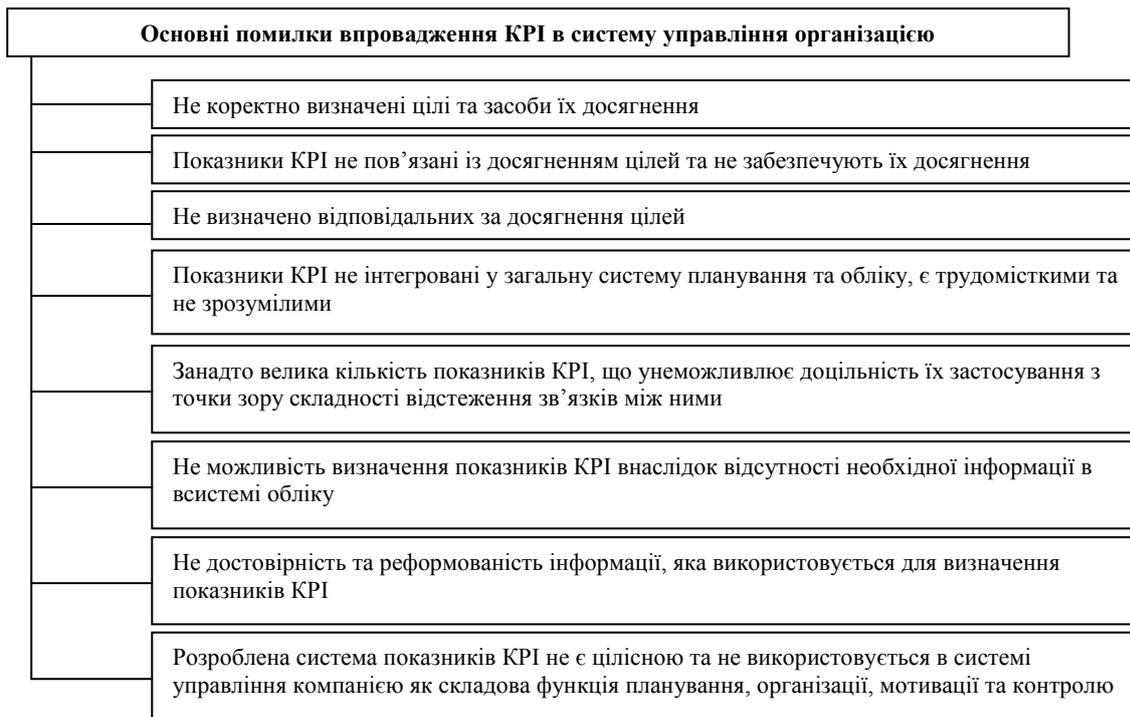 Основні помилки впровадження КРІ в систему управління організацією
Не коректно визначені цілі та засоби їх досягнення
Показники КРІ не пов’язані із досягненням цілей та не забезпечують їх досягнення
Не визначено відповідальних за досягнення цілей
Показники КРІ не інтегровані у загальну систему планування та обліку, є трудомісткими та
не зрозумілими
Занадто велика кількість показників КРІ, що унеможливлює доцільність їх застосування з
точки зору складності відстеження зв’язків між ними
Не можливість визначення показників КРІ внаслідок відсутності необхідної інформації в
всистемі обліку
Не достовірність та реформованість інформації, яка використовується для визначення
показників КРІ
Розроблена система показників КРІ не є цілісною та не використовується в системі
управління компанією як складова функція планування, організації, мотивації та контролю